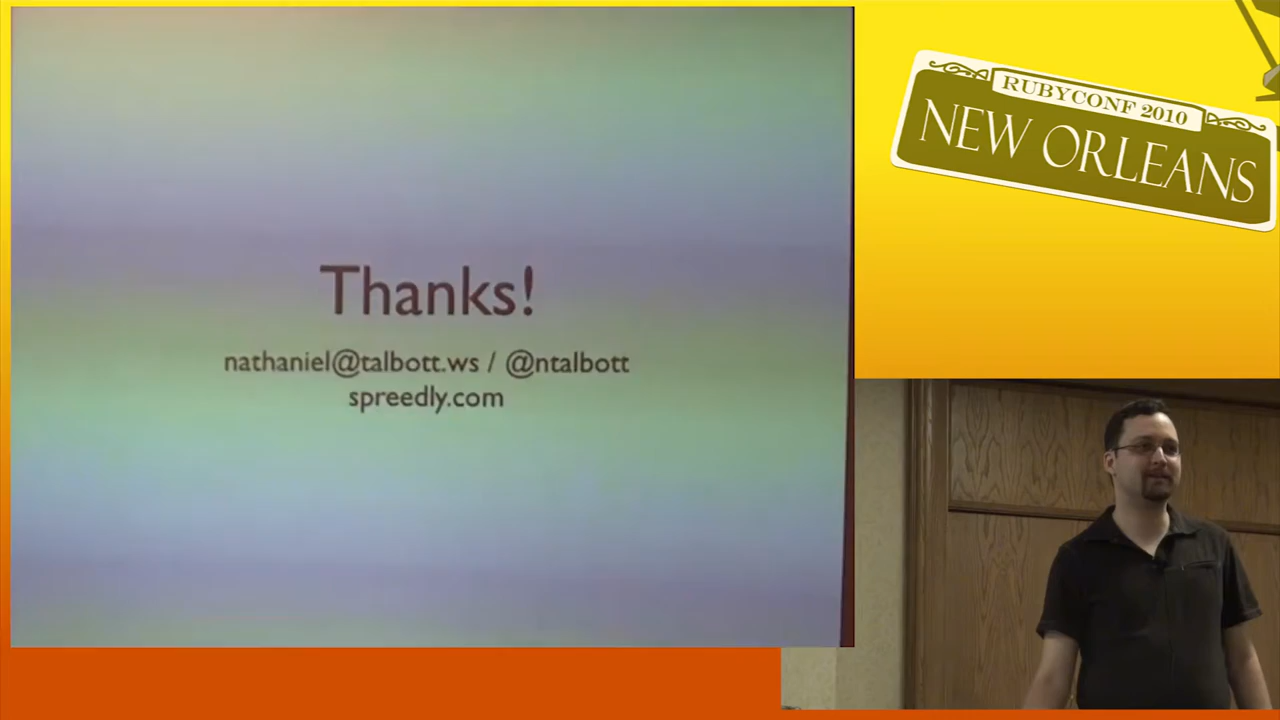 Thanks!
nathaniel@talbott.ws / @ntalbott
spreedly.com
RUBYCONF 2010
NEW ORLEANS